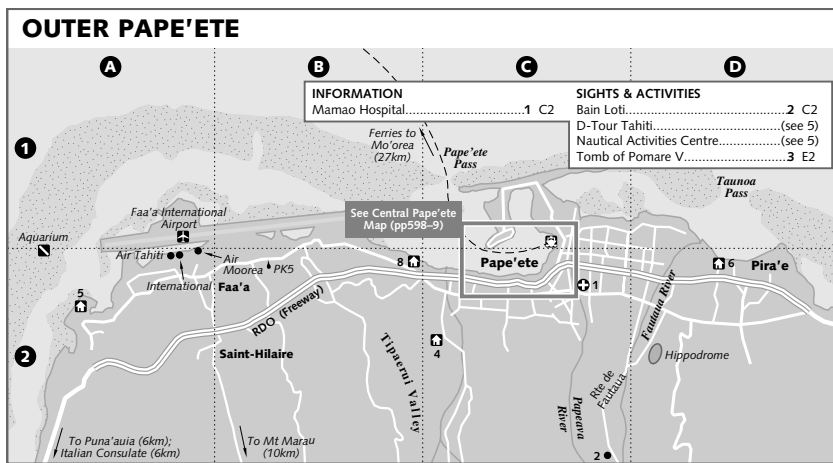 OUTER PAPE'ETE
A
B
C
D
INFORMATION
Mamao Hospital..............................1 C2
SIGHTS & ACTIVITIES
Bain Loti.......................................2 C2
D-Tour Tahiti..............................(see 5)
Nautical Activities Centre...............(see 5)
Tomb of Pomare V.........................3 E2
1
Ferries to
Mo'orea
(27km)
Pape'ete
Pass
Taunoa
Pass
Faa'a International
Airport
See Central Pape'ete
Map (pp598–9)
Aquarium
Air Tahiti
International
Air
Moorea
PK5
Faa'a
8
Pape'ete
1
6
Pira'e
5
RDO (Freeway)
Fautaua River
2
Saint-Hilaire
Tipaerui Valley
4
Hippodrome
Rte de
Fautaua
Papeava
River
To Puna'auia (6km);
Italian Consulate (6km)
To Mt Marau
(10km)
2